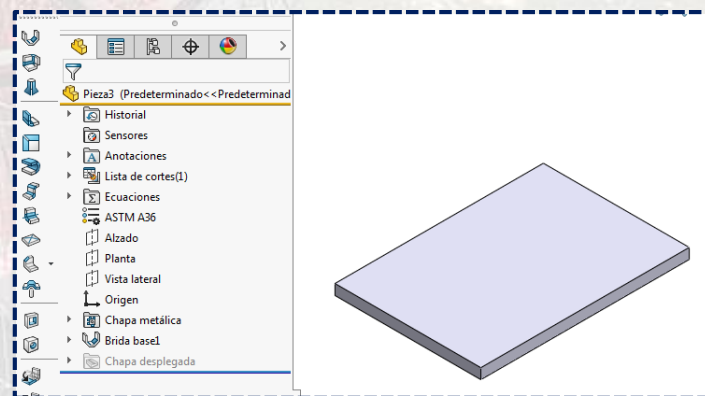 Pieza3 (Predeterminado<<Predeterminad
Historial
Sensores
Anotaciones
Lista de cortes(1)
Ecuaciones
ASTM A36
Alzado
Planta
Vista lateral
Origen
Chapa metálica
Brida base1
Chapa desplegada